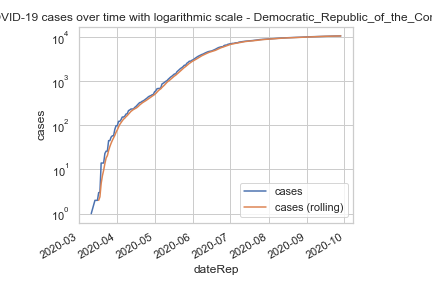 OVID-19 cases over time with logarithmic scale - Democratic_Republic_of_the_Con
10⁴
10³
10²
10¹
10⁰
cases
cases
cases (rolling)
2020-03
2020-04
2020-05
2020-06
2020-07
2020-08
2020-09
2020-10
dateRep